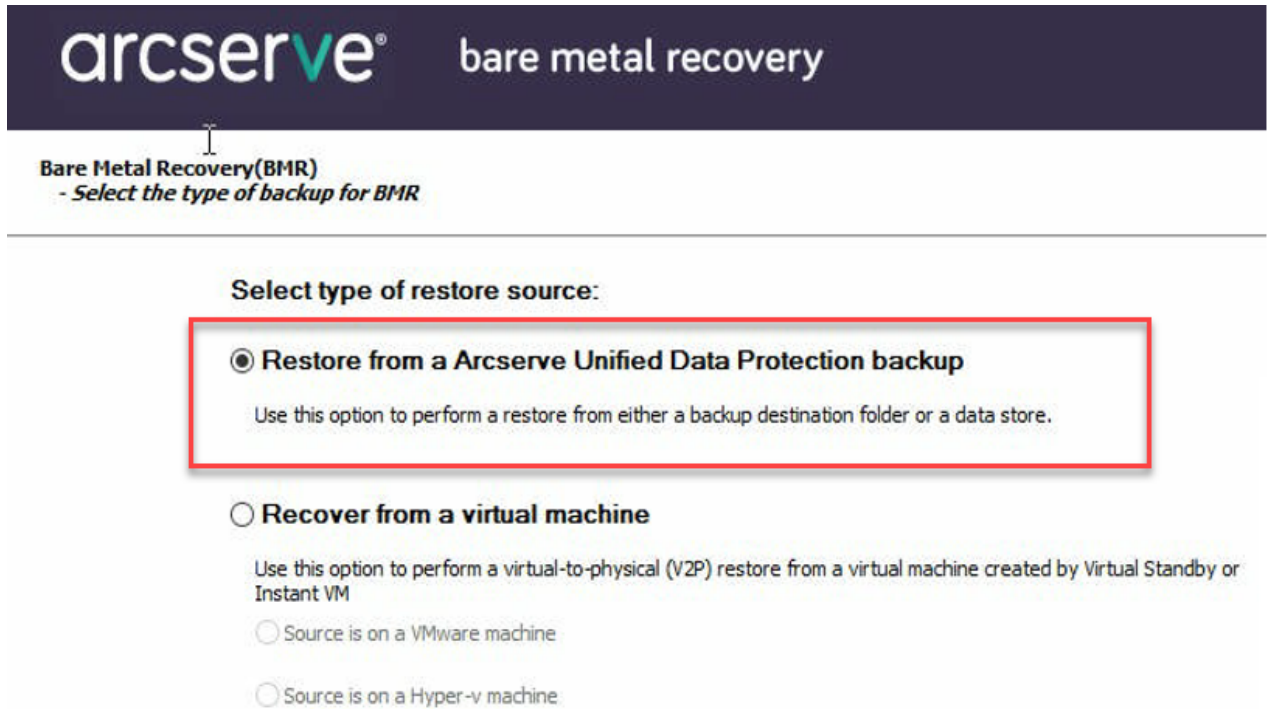 arcserve® bare metal recovery
Bare Metal Recovery(BMR)
- Select the type of backup for BMR
Select type of restore source:
Restore from a Arcserve Unified Data Protection backup
Use this option to perform a restore from either a backup destination folder or a data store.
Recover from a virtual machine
Use this option to perform a virtual-to-physical (V2P) restore from a virtual machine created by Virtual Standby or
Instant VM
Source is on a VMware machine
Source is on a Hyper-v machine